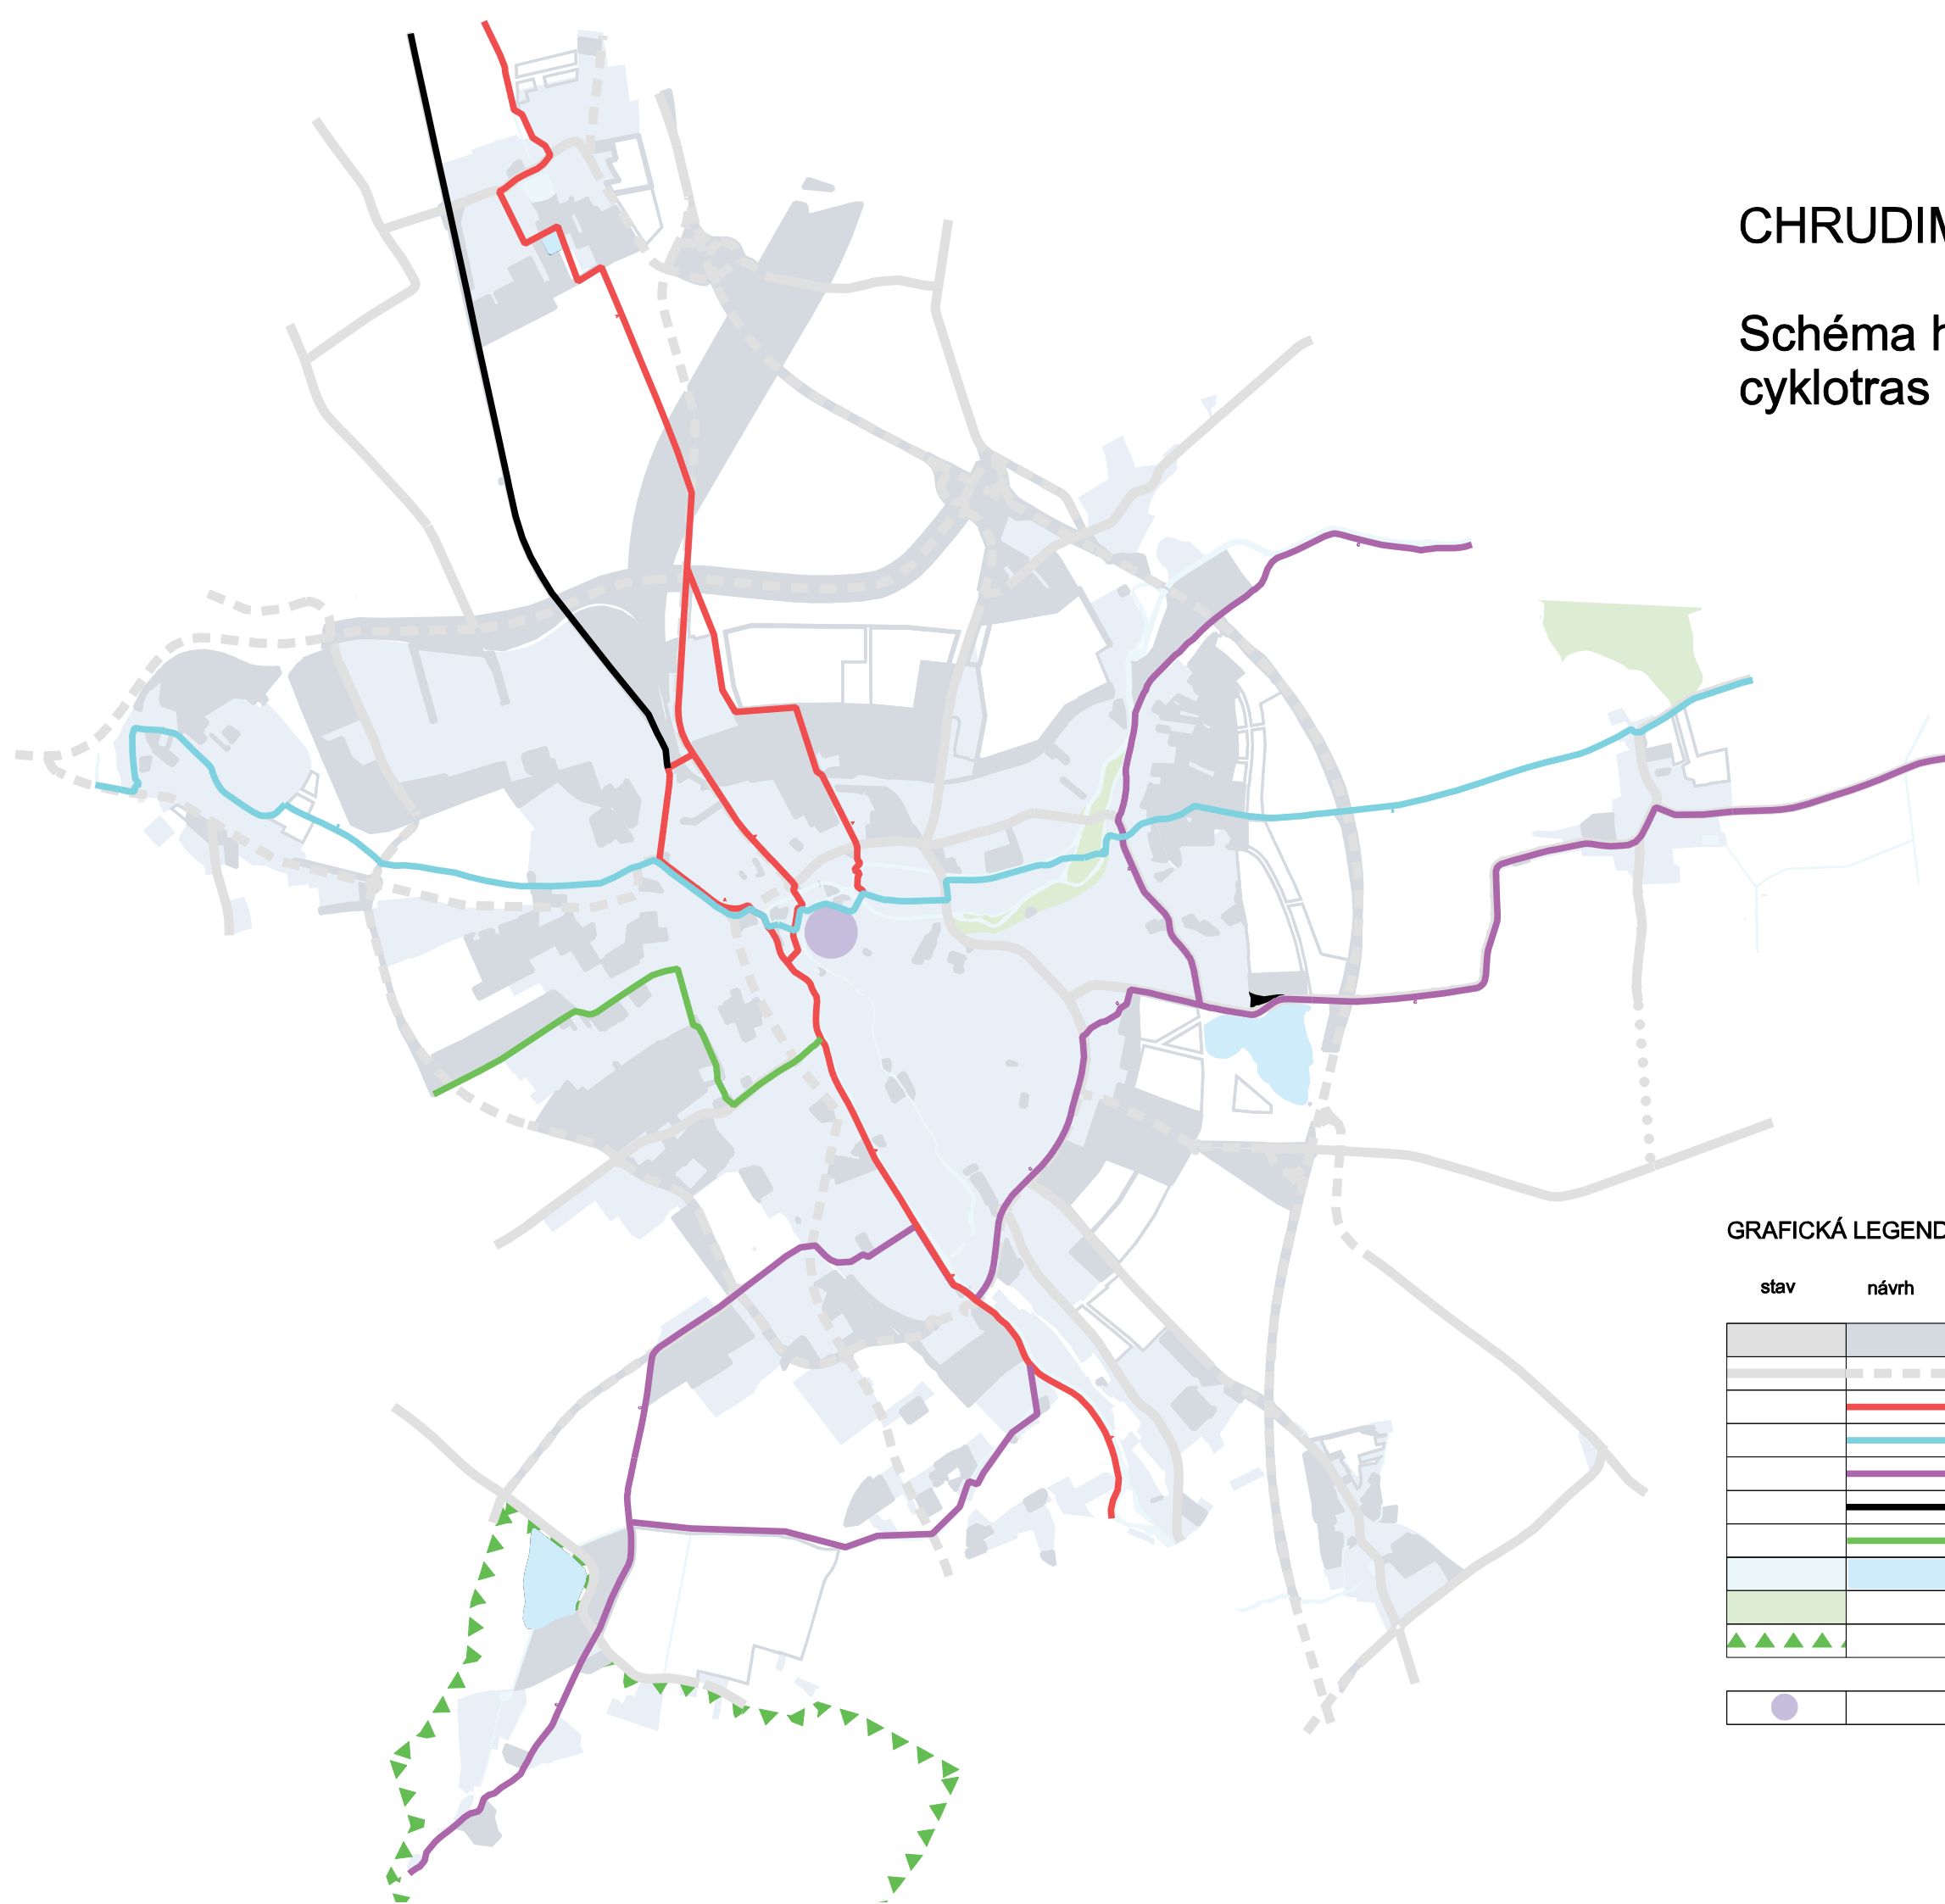 CHRUDIM
Schéma h
cyklotras
GRAFICKÁ LEGEND
stav návrh